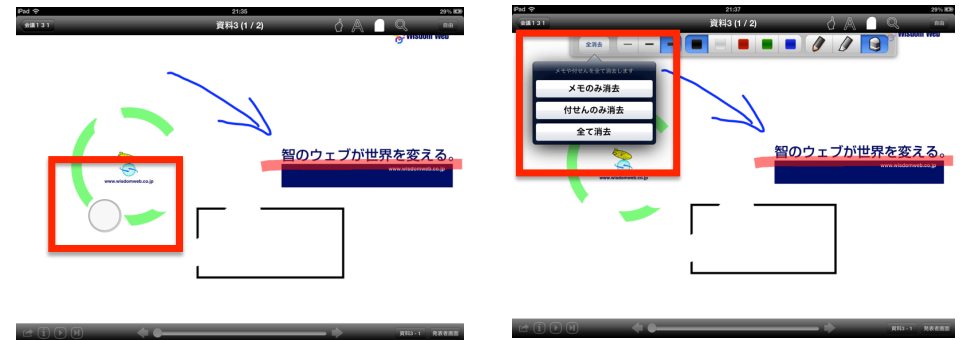 iPad 21:35 29%
会議131 資料3 (1 / 2) 自由
Wisdom Web
智のウェブが世界を変える。
www.wisdomweb.co.jp
www.wisdomweb.co.jp
資料3 - 1 発表者画面
iPad 21:37 29%
会議131 資料3 (1 / 2) 自由
Wisdom Web
全消去
メモや付せんを全て消去します
メモのみ消去
付せんのみ消去
全て消去
智のウェブが世界を変える。
www.wisdomweb.co.jp
www.wisdomweb.co.jp
資料3 - 1 発表者画面